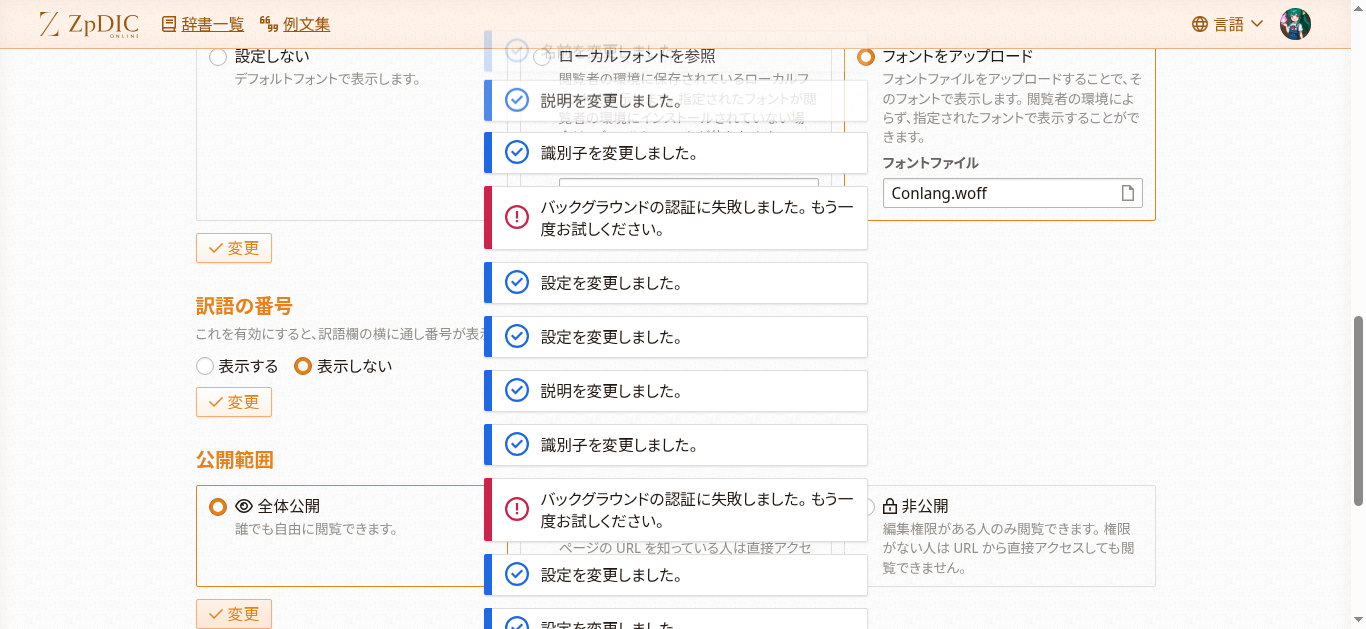 ZpDIC
ONLINE
辞書一覧
例文集
言語
設定しない
デフォルトフォントで表示します。
名前を変更しました。
ローカルフォントを参照
閲覧者の環境に保存されているローカルフ
説明を変更しました。
識別子を変更しました。
バックグラウンドの認証に失敗しました。もう一
度お試しください。
設定を変更しました。
設定を変更しました。
説明を変更しました。
識別子を変更しました。
バックグラウンドの認証に失敗しました。もう一
度お試しください。
ページの URL を知っている人は直接アクセ
設定を変更しました。
設定を変更しました。
フォントをアップロード
フォントファイルをアップロードすることで、そ
のフォントで表示します。閲覧者の環境によ
らず、指定されたフォントで表示することがで
きます。
フォントファイル
Conlang.woff
変更
訳語の番号
これを有効にすると、訳語欄の横に通し番号が表示
表示する
表示しない
変更
公開範囲
全体公開
誰でも自由に閲覧できます。
非公開
編集権限がある人のみ閲覧できます。権限
がない人は URL から直接アクセスしても閲
覧できません。
変更